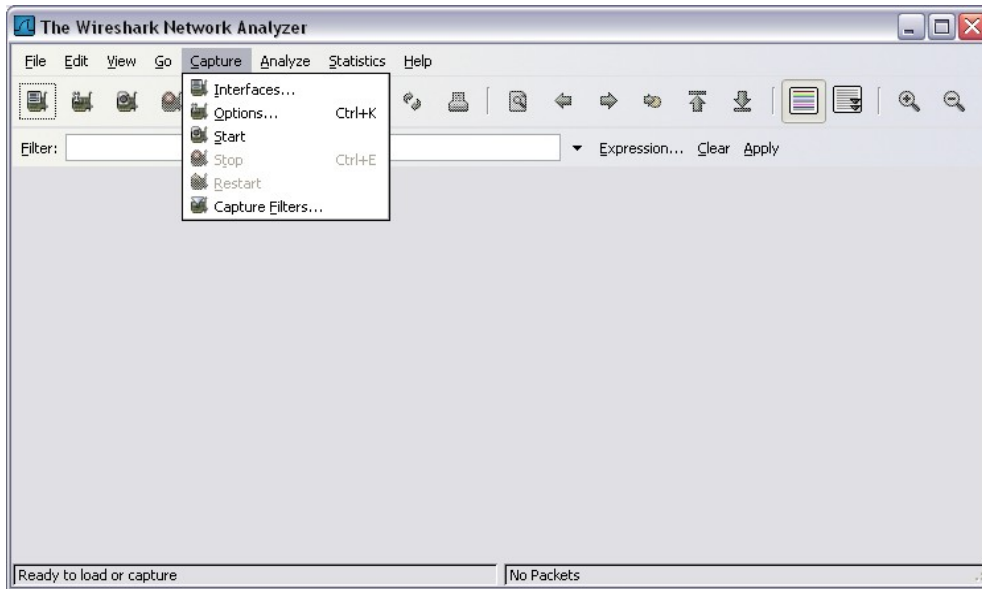 The Wireshark Network Analyzer
File Edit View Go Capture Analyze Statistics Help
Interfaces...
Options... Ctrl+K
Start
Stop Ctrl+E
Restart
Capture Filters...
Filter: Expression... Clear Apply
Ready to load or capture No Packets